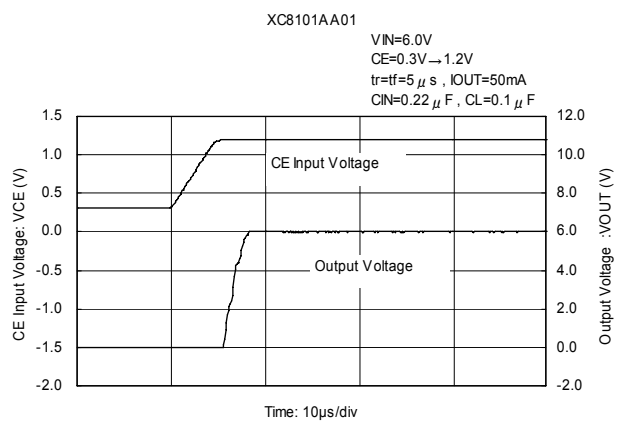 XC8101AA01
VIN=6.0V
CE=0.3V→1.2V
tr=tf=5μs , IOUT=50mA
CIN=0.22μF , CL=0.1μF
CE Input Voltage: VCE (V)
1.5
1.0
0.5
0.0
-0.5
-1.0
-1.5
-2.0
CE Input Voltage
Output Voltage
12.0
10.0
8.0
6.0
4.0
2.0
0.0
-2.0
Output Voltage :VOUT (V)
Time: 10μs/div